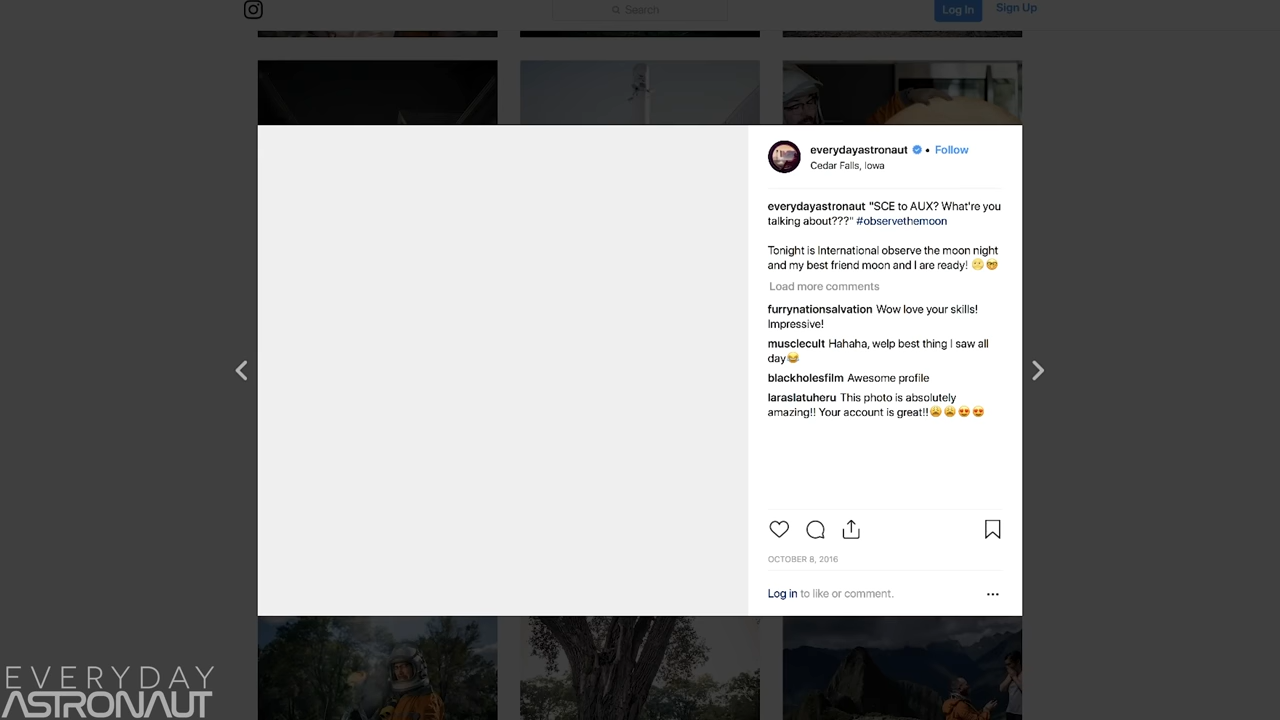 Search
Log In
Sign Up
everydayastronaut • Follow
Cedar Falls, Iowa
everydayastronaut "SCE to AUX? What're you
talking about???" #observethemoon
Tonight is International observe the moon night
and my best friend moon and I are ready! 🌝🤓
Load more comments
furrynationsalvation Wow love your skills!
Impressive!
musclecult Hahaha, welp best thing I saw all
day😂
blackholesfilm Awesome profile
laraslatuheru This photo is absolutely
amazing!! Your account is great!!😩😩😍😍
OCTOBER 8, 2016
Log in to like or comment.
EVERYDAY
ASTRONAUT